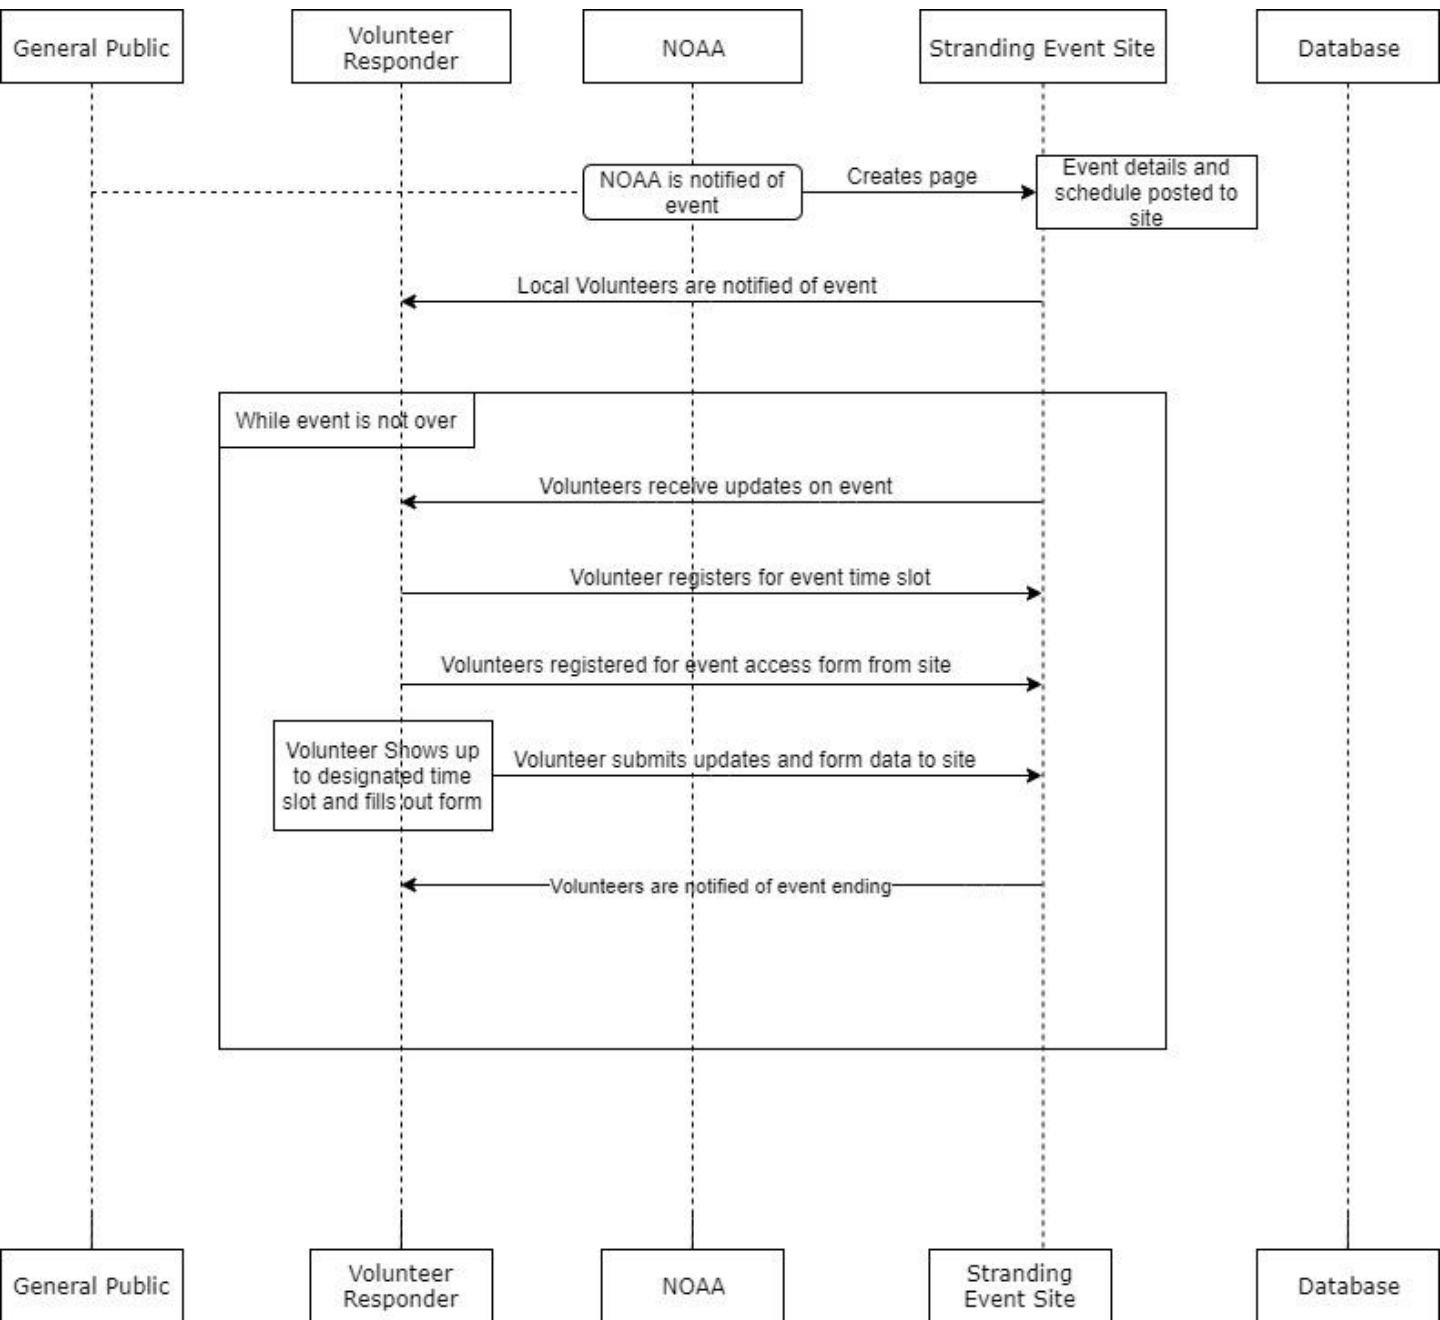 General Public
Volunteer
Responder
NOAA
Stranding Event Site
Database
NOAA is notified of
event
Creates page
Event details and
schedule posted to
site
Local Volunteers are notified of event
While event is not over
Volunteers receive updates on event
Volunteer registers for event time slot
Volunteers registered for event access form from site
Volunteer Shows up
to designated time
slot and fills out form
Volunteer submits updates and form data to site
Volunteers are notified of event ending
General Public
Volunteer
Responder
NOAA
Stranding
Event Site
Database